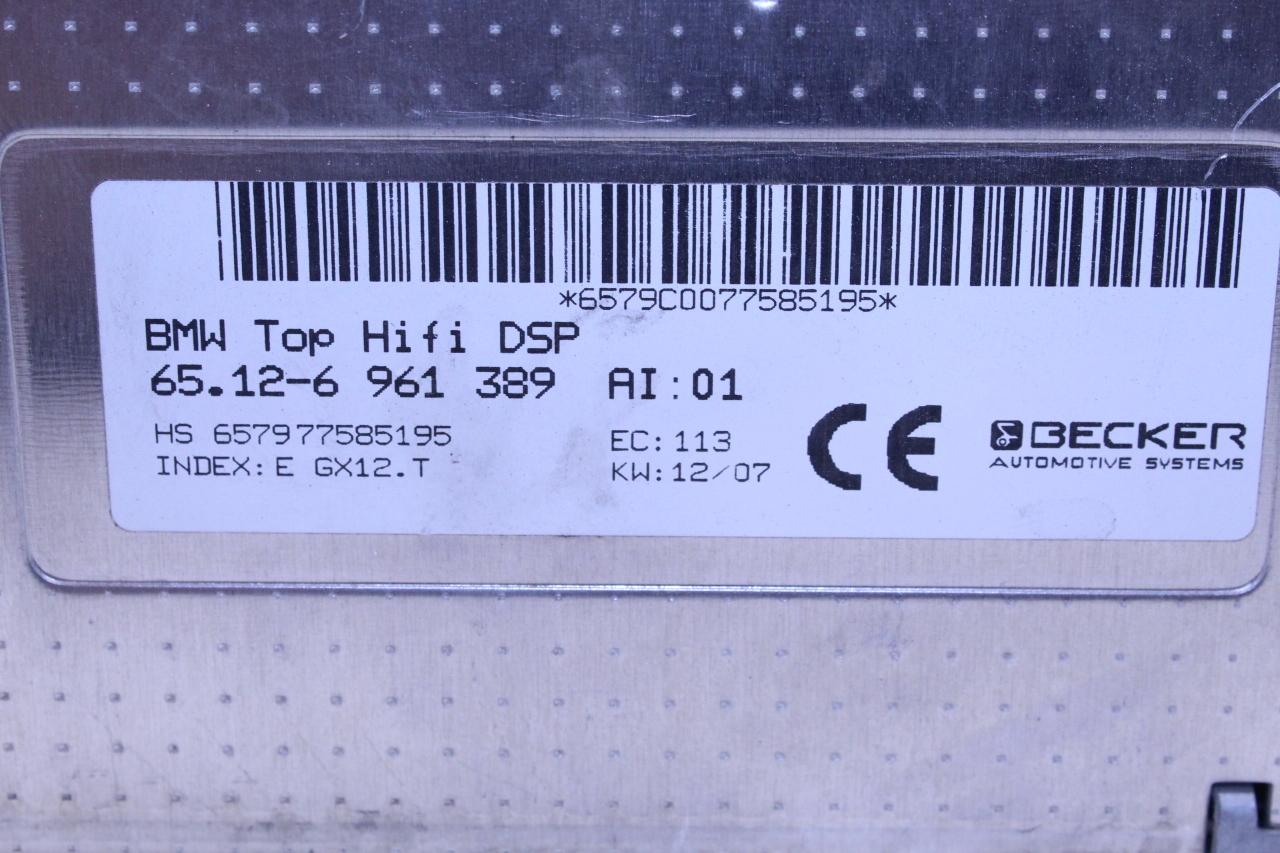 *6579C0077585195*
BMW Top Hifi DSP
65.12-6 961 389 AI:01
HS 657977585195
EC: 113
INDEX: E GX12.T
KW: 12/07
CE
BECKER
AUTOMOTIVE SYSTEMS